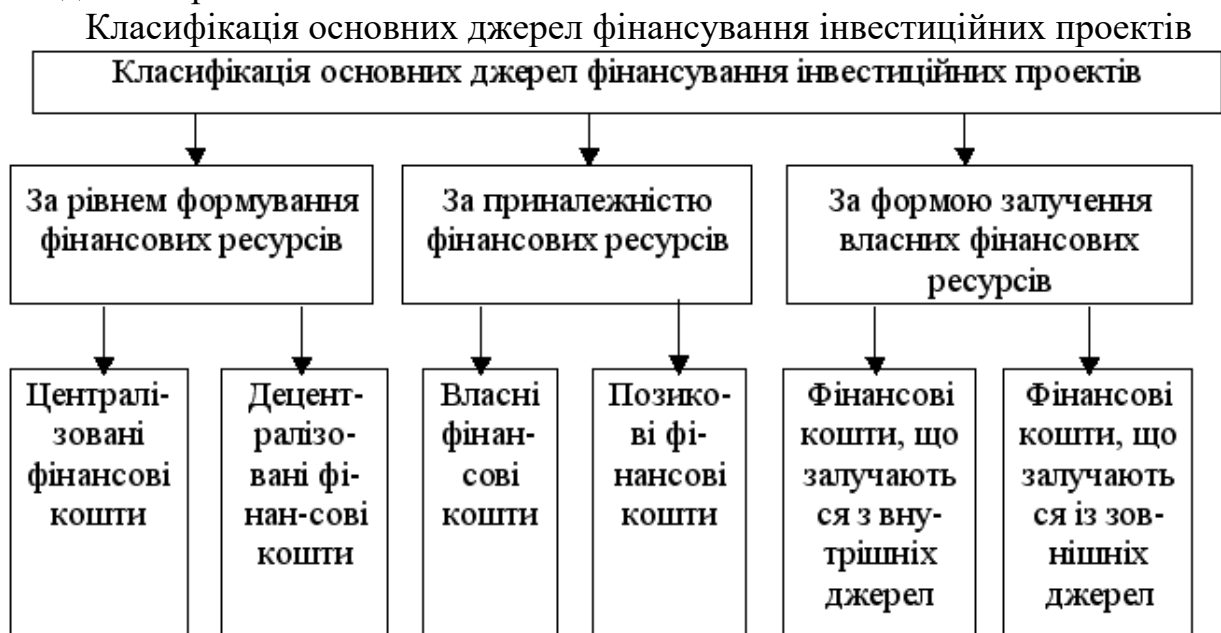 Класифікація основних джерел фінансування інвестиційних проектів
Класифікація основних джерел фінансування інвестиційних проектів
За рівнем формування
фінансових ресурсів
За приналежністю
фінансових ресурсів
За формою залучення
власних фінансових
ресурсів
Централі-
зовані
фінансові
кошти
Децент-
ралізо-
вані фі-
нан-сові
кошти
Власні
фінан-
сові
кошти
Позико-
ві фі-
нансові
кошти
Фінансові
кошти, що
залучають
ся з вну-
трішніх
джерел
Фінансові
кошти, що
залучають
ся із зов-
нішніх
джерел